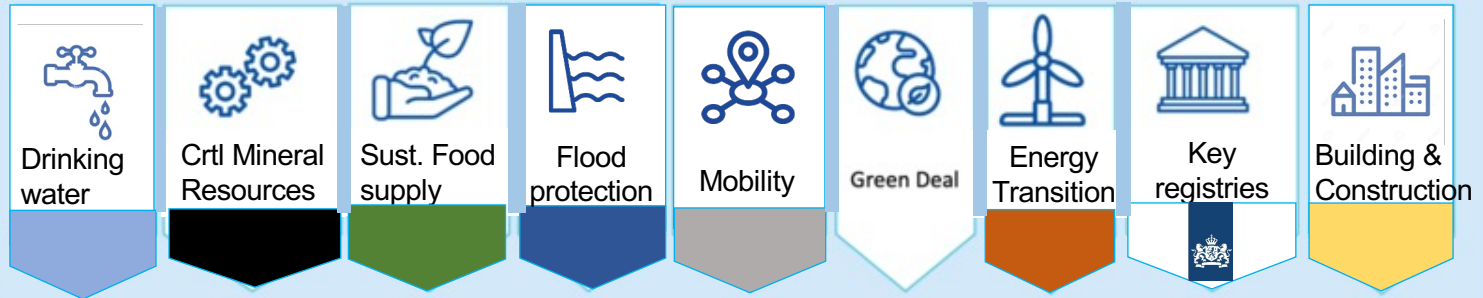 Drinking
water
Crtl Mineral
Resources
Sust. Food
supply
Flood
protection
Mobility
Green Deal
Energy
Transition
Key
registries
Building &
Construction